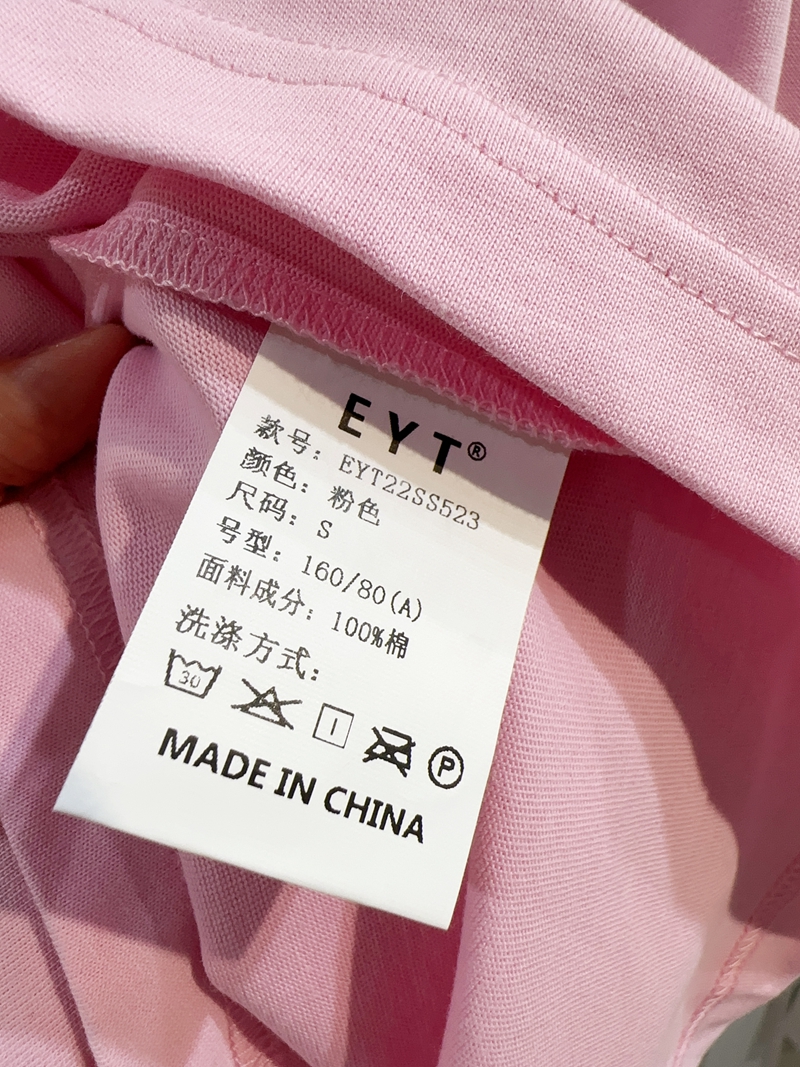 EYT®
款号: EYT22SS523
颜色: 粉色
尺码: S
号型: 160/80(A)
面料成分: 100%棉
洗涤方式:
30
P
MADE IN CHINA